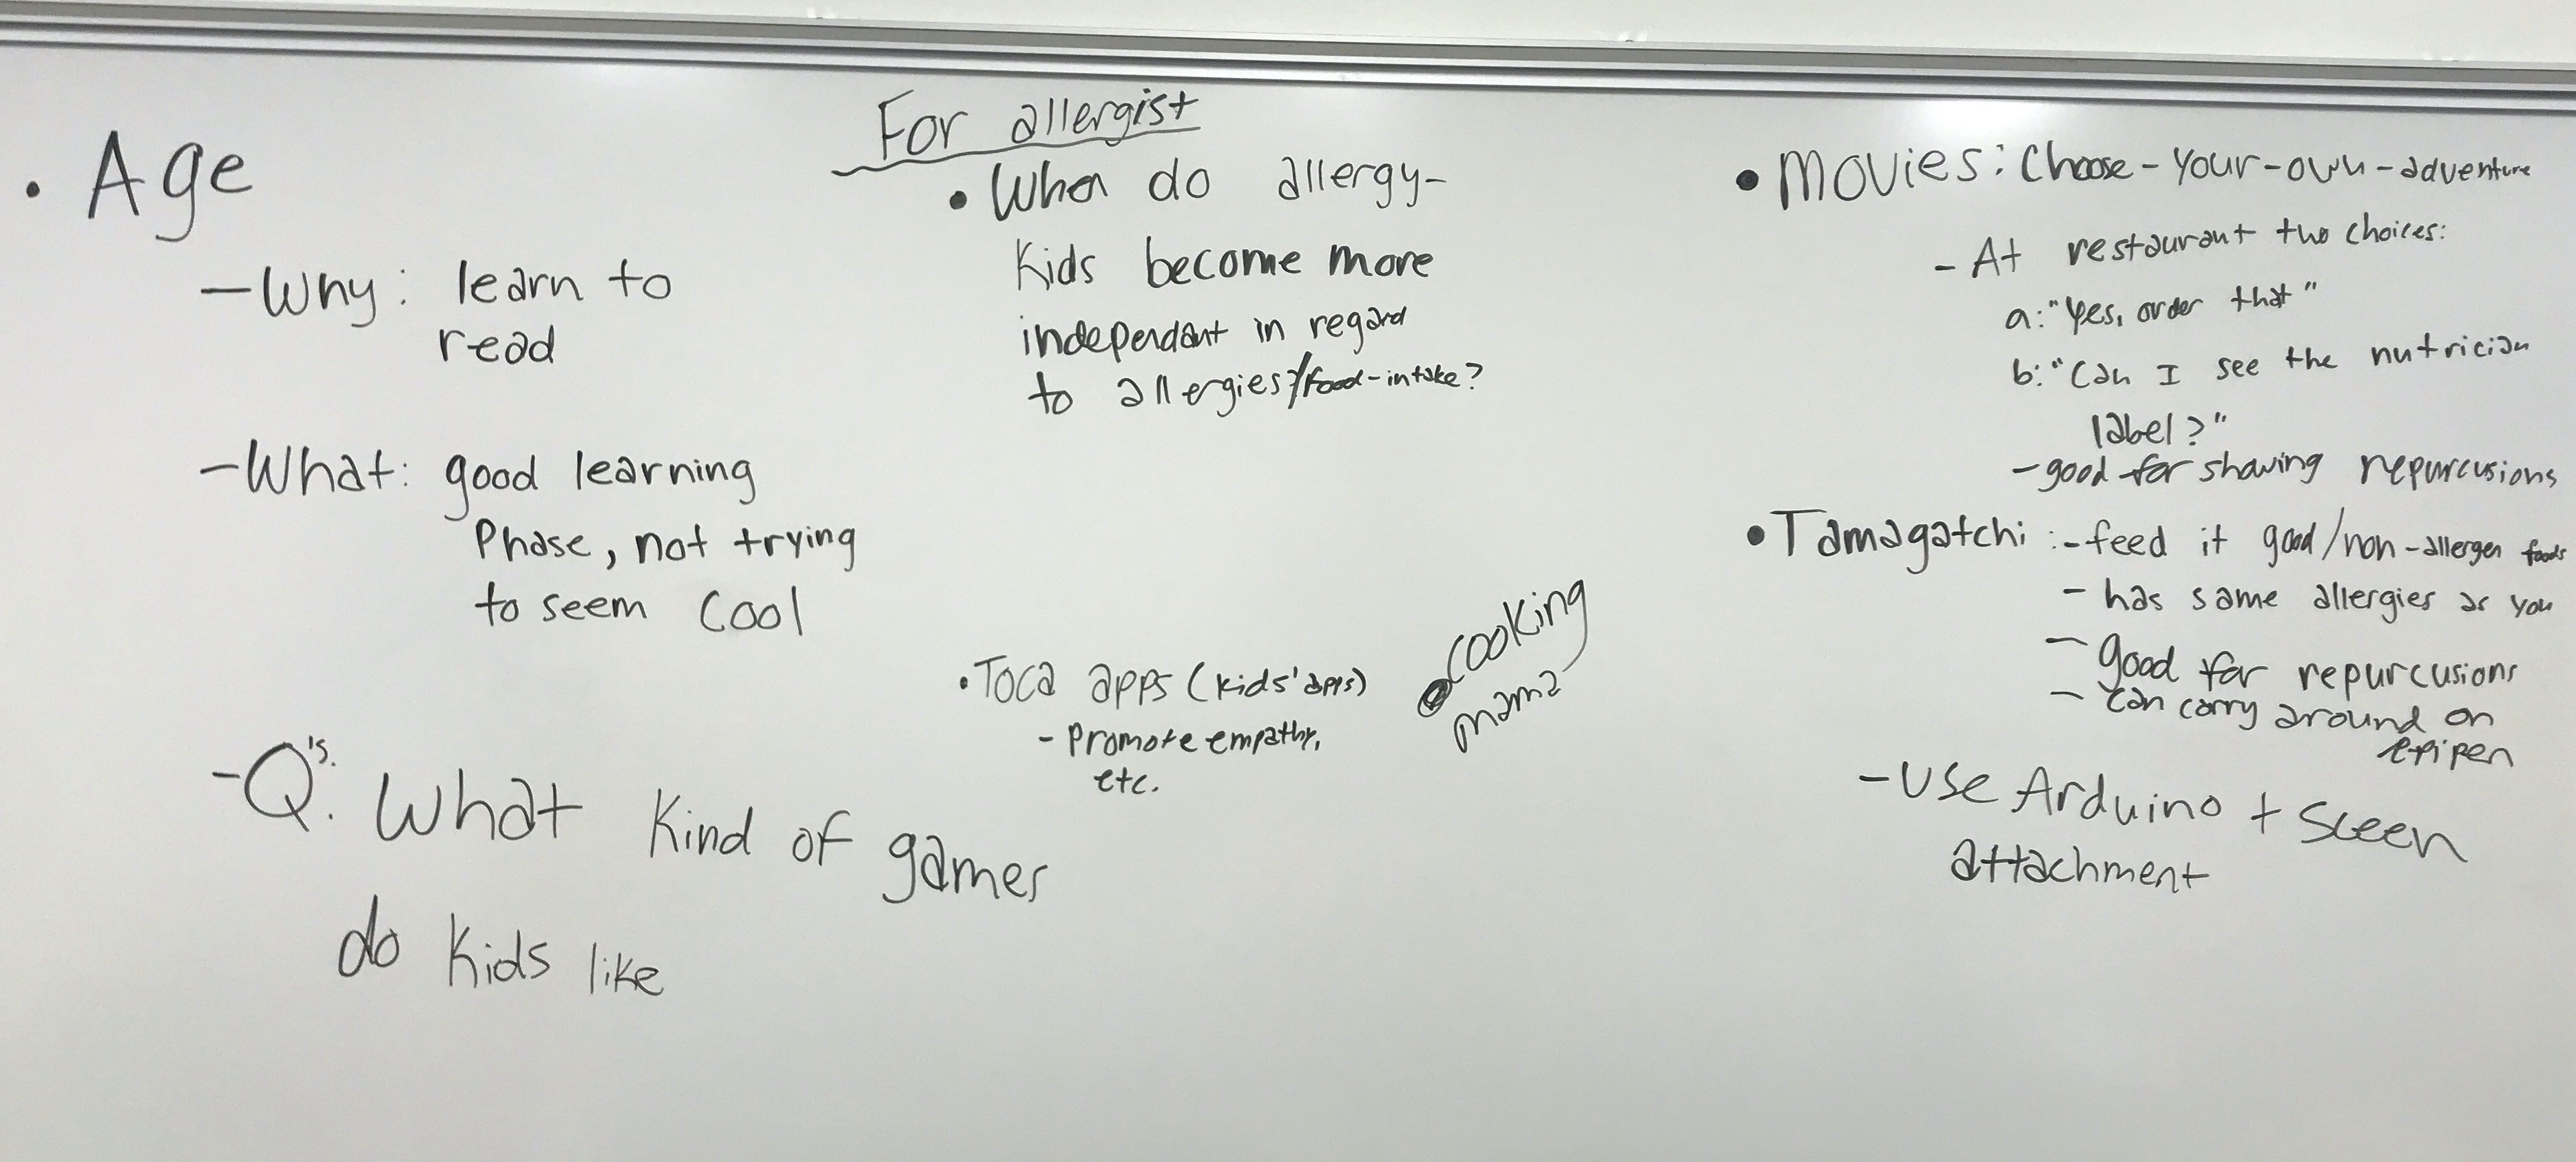 • Age
- Why: learn to
read
- What: good learning
Phase, not trying
to seem cool
- Q's: What kind of games
do kids like
For allergist
• When do allergy-
kids become more
independant in regard
to allergies?/food-intake?
• Toca apps (kids' apps)
- Promote empathy,
etc.
• cooking
mama
• Movies: Choose-your-own-adventure
- At restaurant two choices:
a: "Yes, order that"
b: "Can I see the nutrician
label?"
- good for showing repurcusions
• Tamagatchi: - feed it good/non-allergen foods
- has same allergies as you
- good for repurcusions
- can carry around on
epipen
- Use Arduino + Sceen
attachment